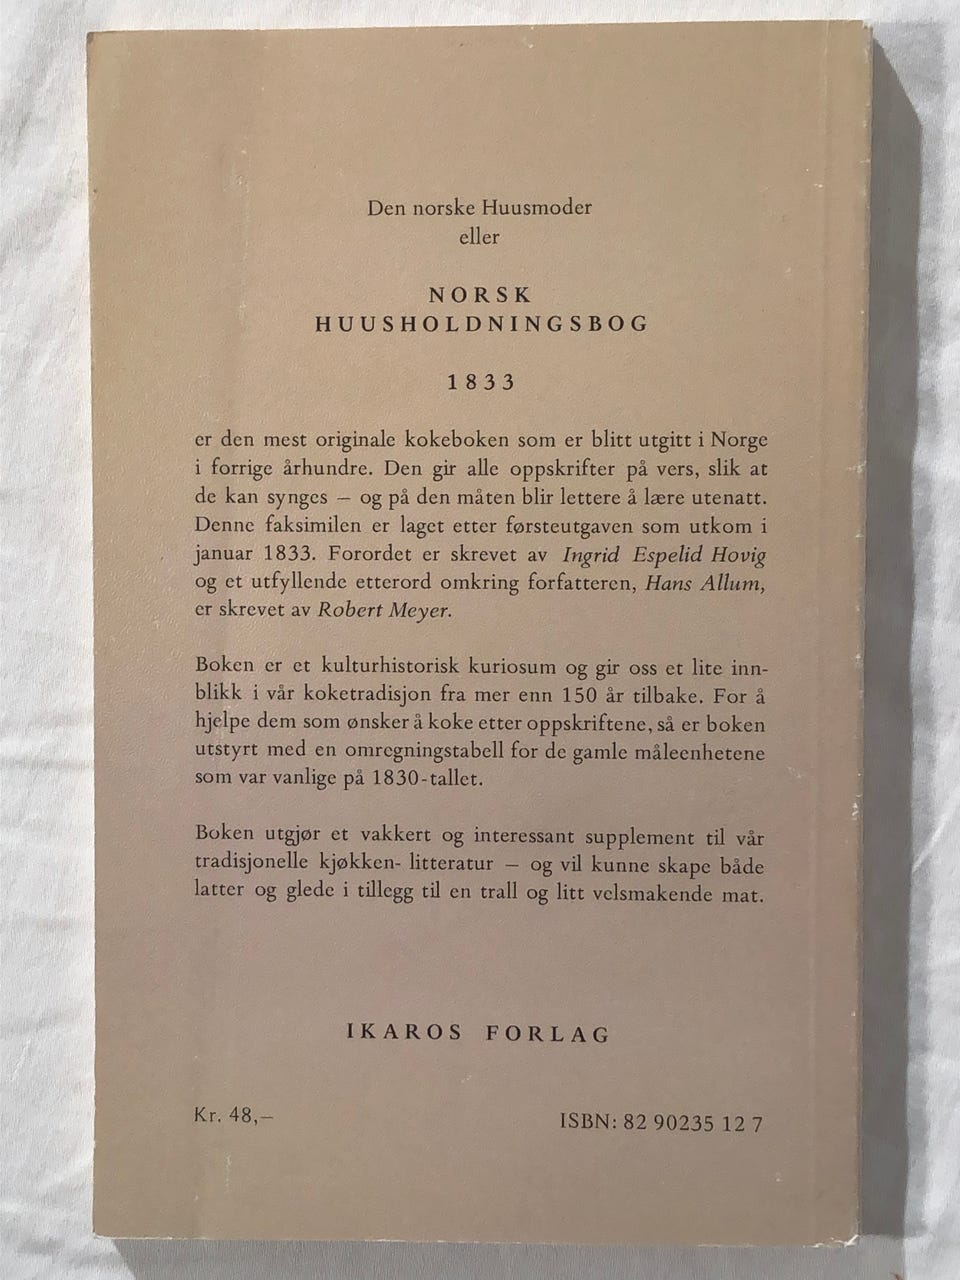 Den norske Huusmoder
eller
NORSK
HUUSHOLDNINGSBOG
1833
er den mest originale kokeboken som er blitt utgitt i Norge
i forrige århundre. Den gir alle oppskrifter på vers, slik at
de kan synges – og på den måten blir lettere å lære utenatt.
Denne faksimilen er laget etter førsteutgaven som utkom i
januar 1833. Forordet er skrevet av Ingrid Espelid Hovig
og et utfyllende etterord omkring forfatteren, Hans Allum,
er skrevet av Robert Meyer.
Boken er et kulturhistorisk kuriosum og gir oss et lite inn-
blikk i vår koketradisjon fra mer enn 150 år tilbake. For å
hjelpe dem som ønsker å koke etter oppskriftene, så er boken
utstyrt med en omregningstabell for de gamle måleenhetene
som var vanlige på 1830-tallet.
Boken utgjør et vakkert og interessant supplement til vår
tradisjonelle kjøkken- litteratur – og vil kunne skape både
latter og glede i tillegg til en trall og litt velsmakende mat.
IKAROS FORLAG
Kr. 48,–
ISBN: 82 90235 12 7